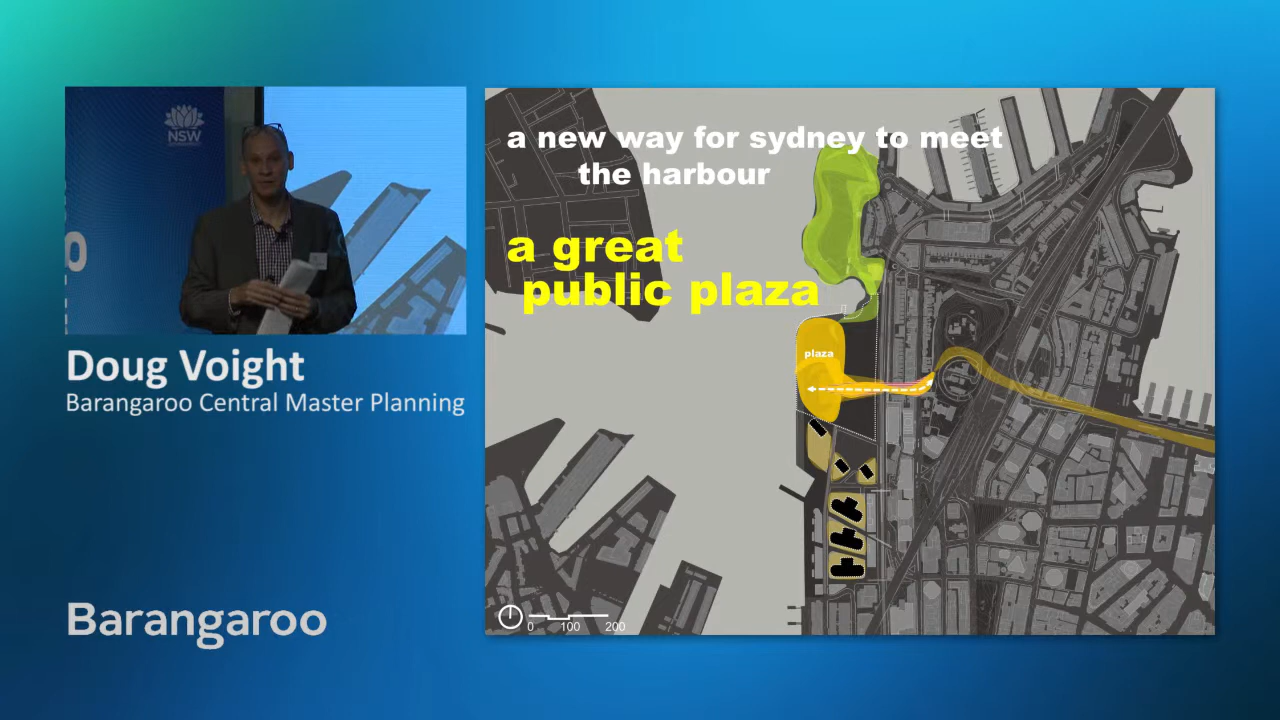 NSW
Doug Voight
Barangaroo Central Master Planning
Barangaroo
a new way for sydney to meet
the harbour
a great
public plaza
plaza
0 100 200